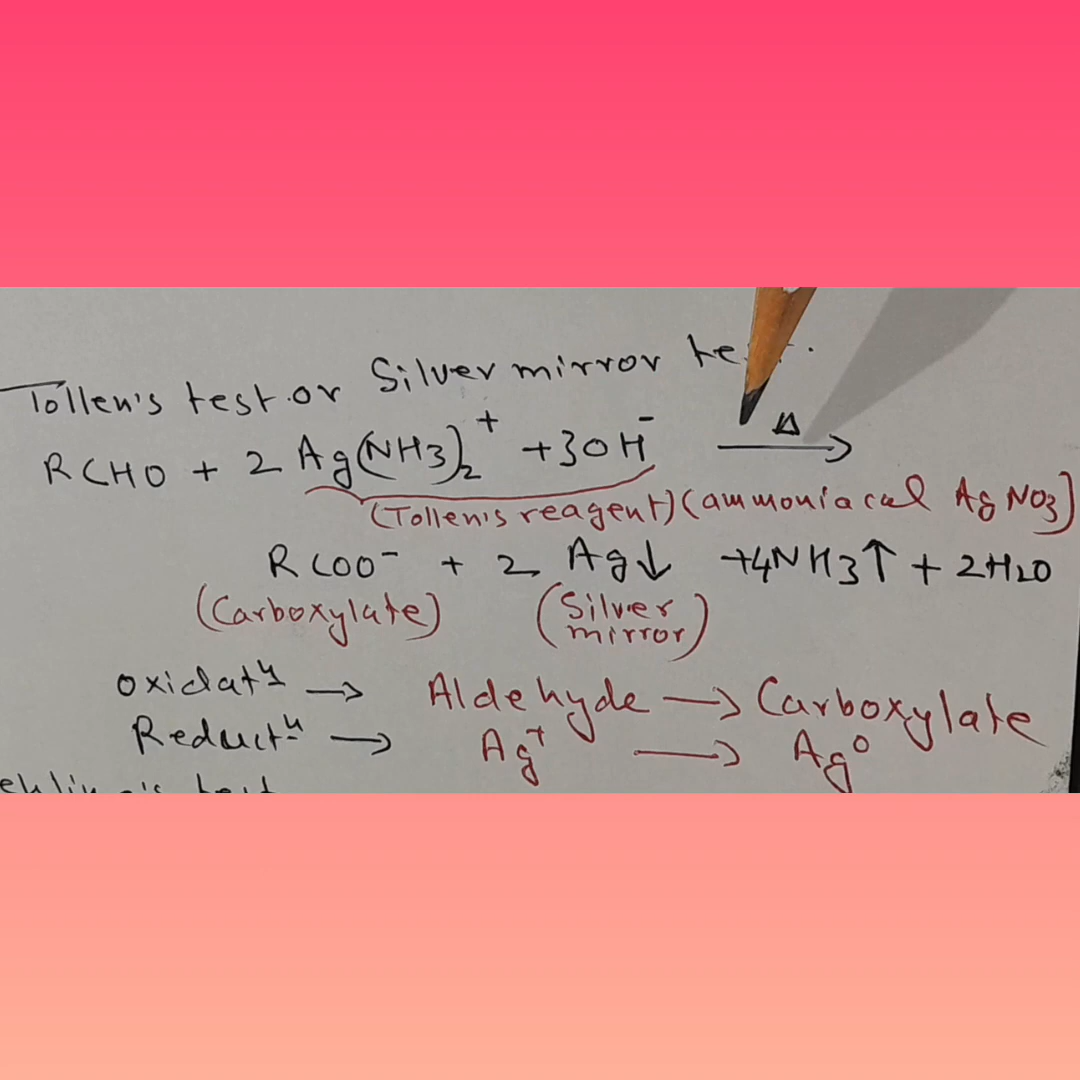 Tollen's test or Silver mirror te
RCHO + 2 Ag(NH3)2+ + 3OH- Δ →
(Tollen's reagent) (ammoniacal AgNO3)
RCOO- + 2 Ag↓ +4NH3↑ + 2H2O
(Carboxylate) (Silver mirror)
oxidatn → Aldehyde → Carboxylate
Reductn → Ag+ → Ag0